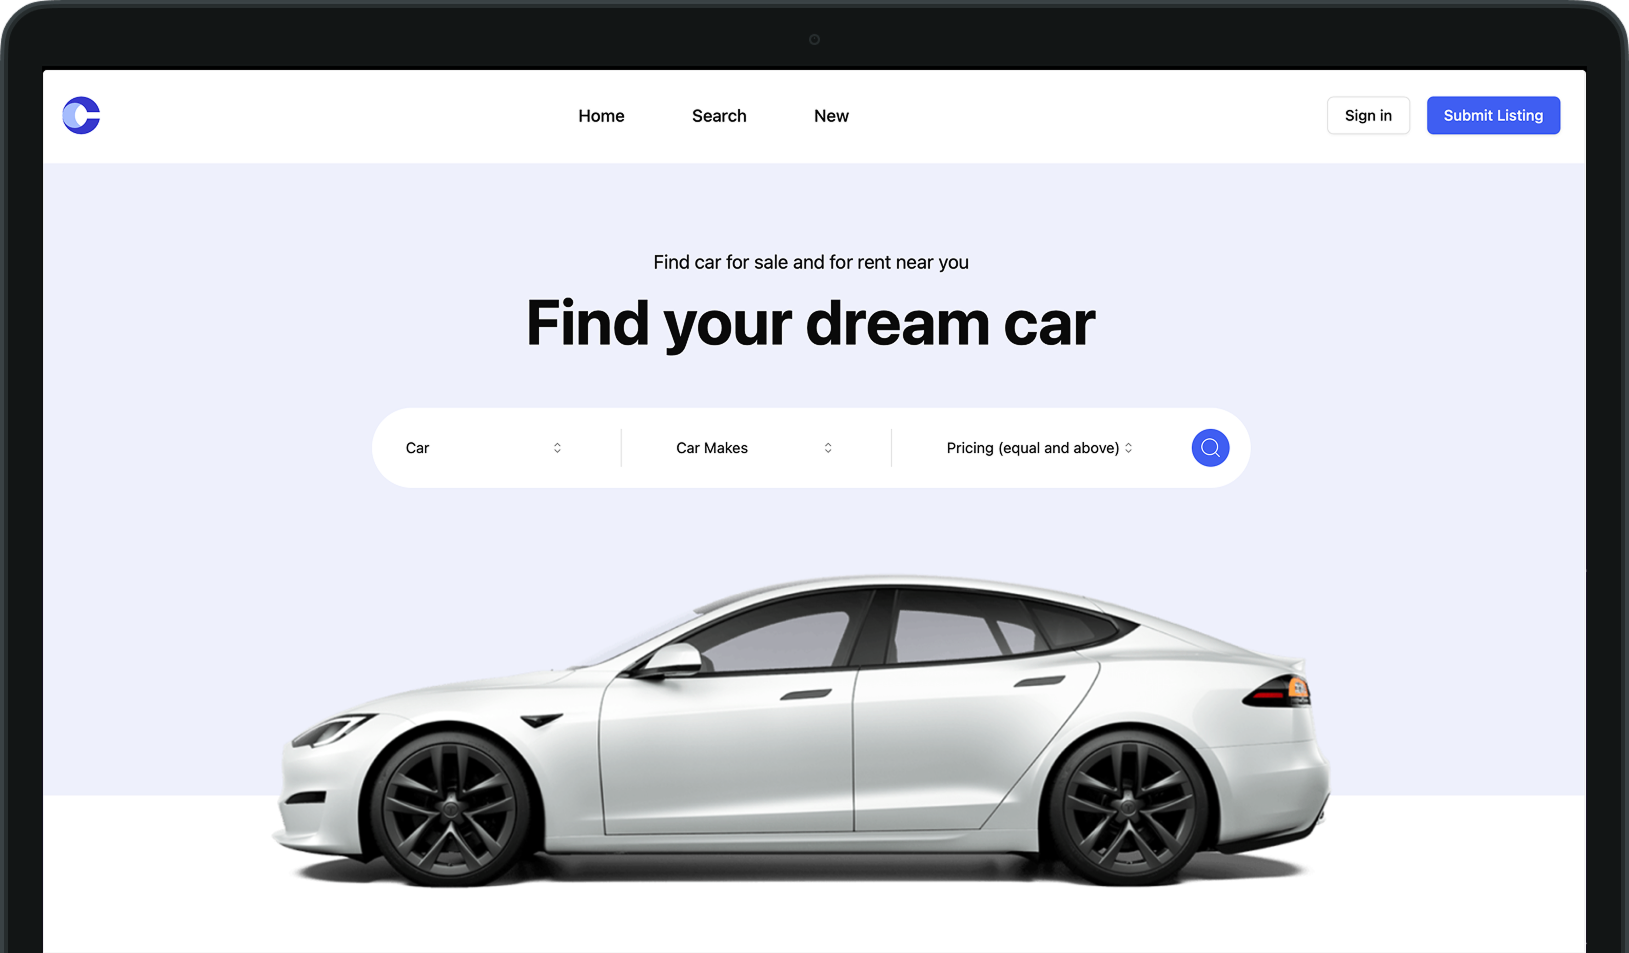 Home Search New Sign in Submit Listing
Find car for sale and for rent near you
Find your dream car
Car Car Makes Pricing (equal and above)